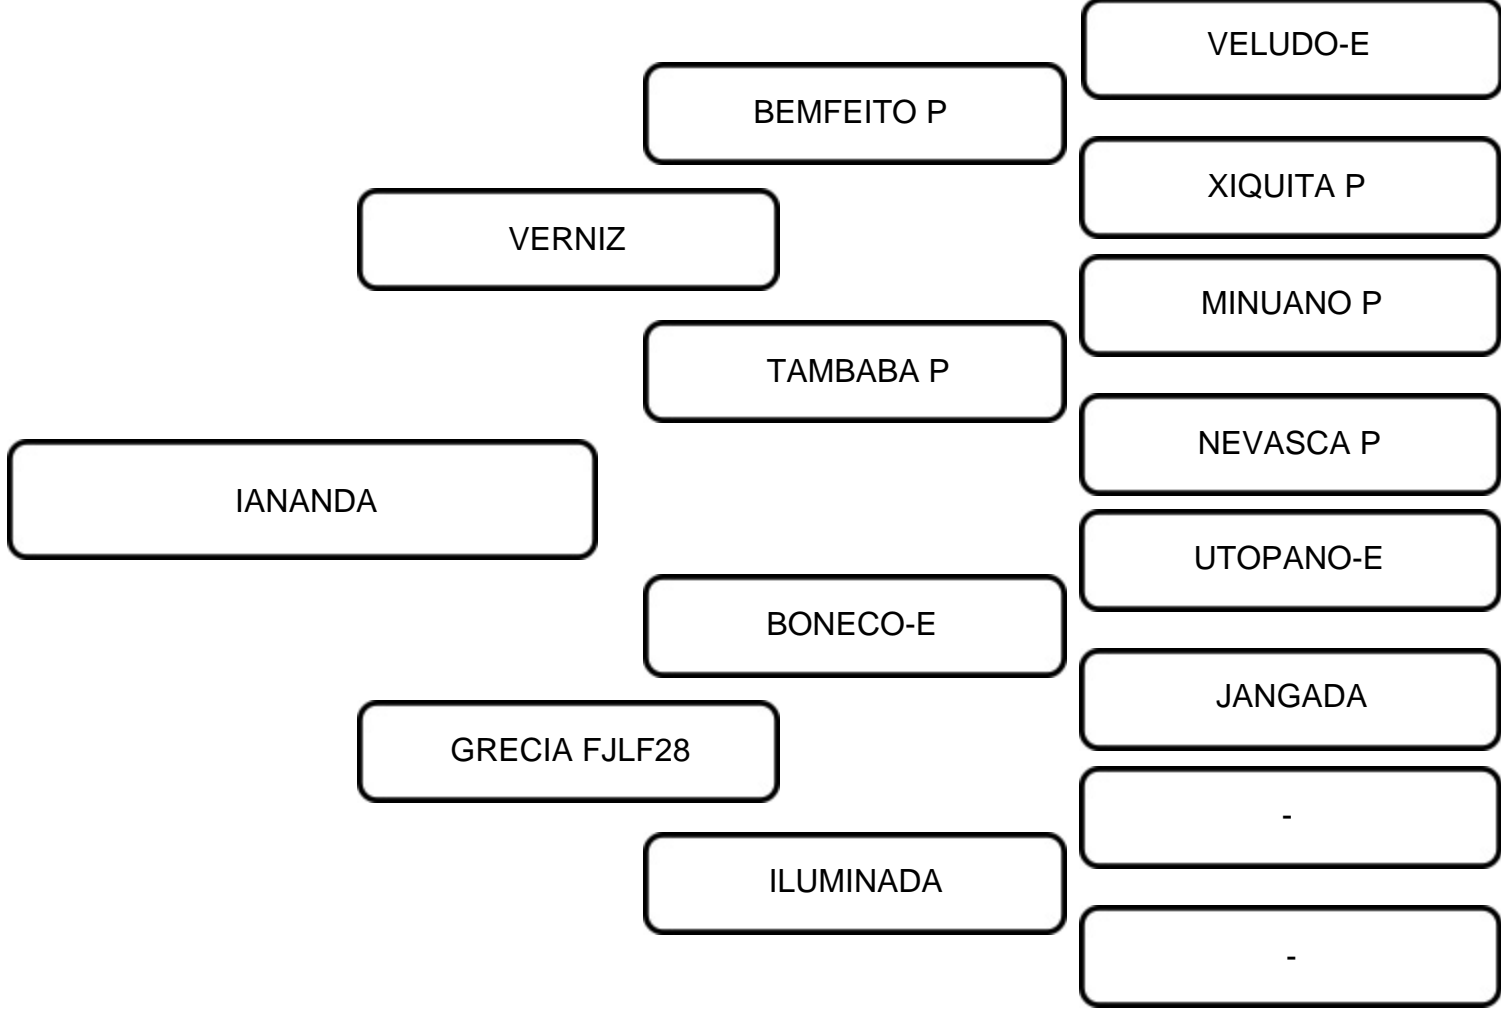 VELUDO-E
BEMFEITO P
XIQUITA P
VERNIZ
MINUANO P
TAMBABA P
NEVASCA P
IANANDA
UTOPANO-E
BONECO-E
JANGADA
GRECIA FJLF28
-
ILUMINADA
-